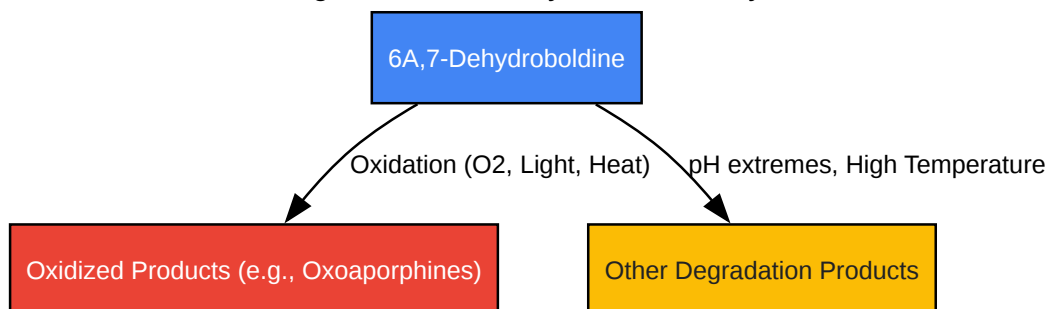 6A,7-Dehydroboldine
Oxidation (O2, Light, Heat)
pH extremes, High Temperature
Oxidized Products (e.g., Oxoaporphines)
Other Degradation Products